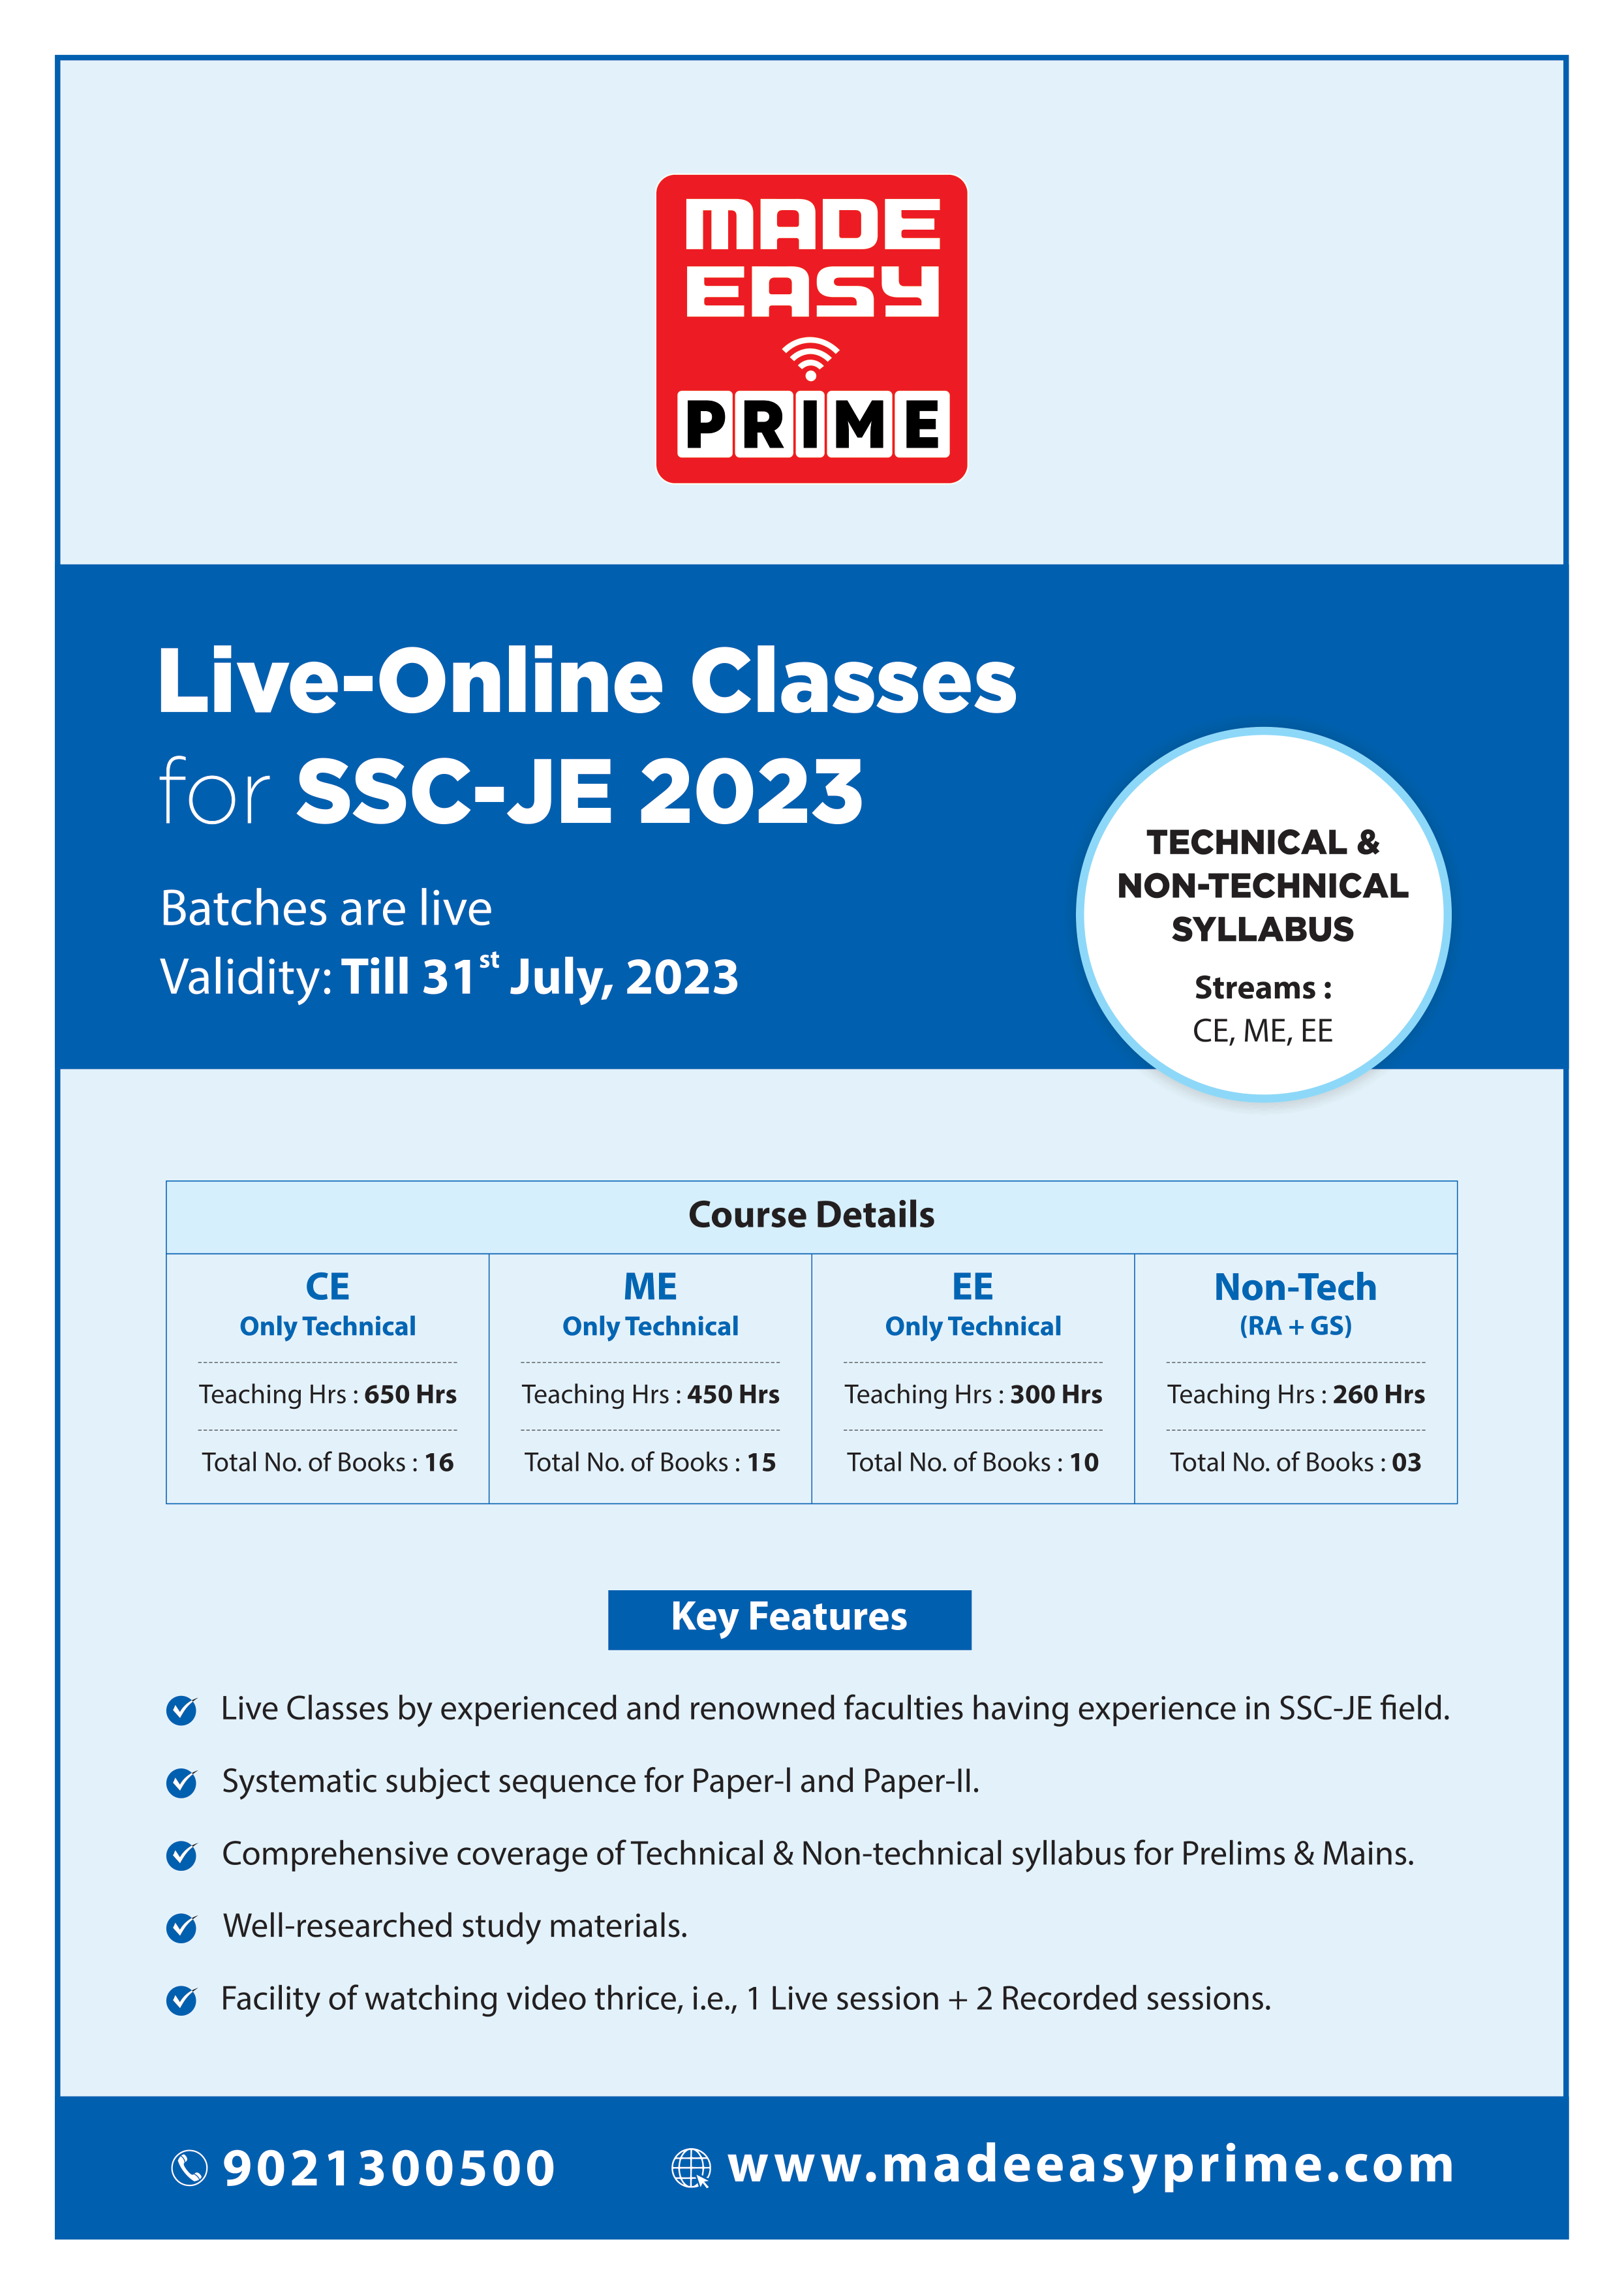 MADE
EASY
PRIME
Live-Online Classes
for SSC-JE 2023
Batches are live
Validity: Till 31st July, 2023
TECHNICAL &
NON-TECHNICAL
SYLLABUS
Streams :
CE, ME, EE
Course Details
CE
Only Technical
Teaching Hrs : 650 Hrs
Total No. of Books : 16
ME
Only Technical
Teaching Hrs : 450 Hrs
Total No. of Books : 15
EE
Only Technical
Teaching Hrs : 300 Hrs
Total No. of Books : 10
Non-Tech
(RA + GS)
Teaching Hrs : 260 Hrs
Total No. of Books : 03
Key Features
Live Classes by experienced and renowned faculties having experience in SSC-JE field.
Systematic subject sequence for Paper-I and Paper-II.
Comprehensive coverage of Technical & Non-technical syllabus for Prelims & Mains.
Well-researched study materials.
Facility of watching video thrice, i.e., 1 Live session + 2 Recorded sessions.
9021300500
www.madeeasyprime.com